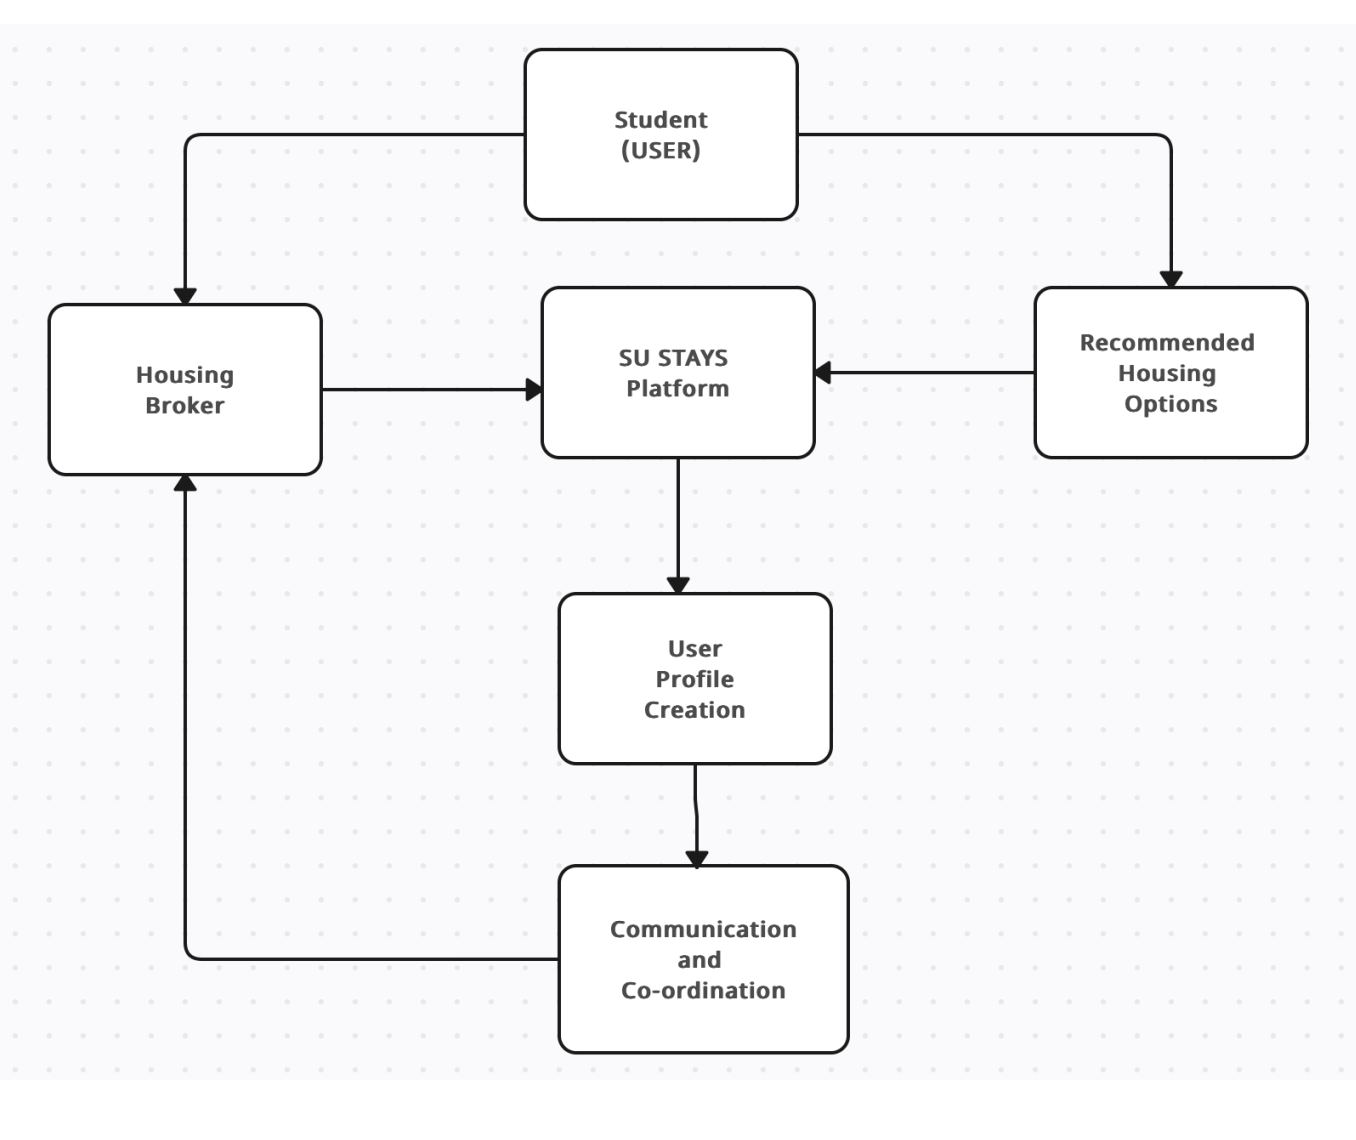 Student
(USER)
Housing
Broker
SU STAYS
Platform
Recommended
Housing
Options
User
Profile
Creation
Communication
and
Co-ordination